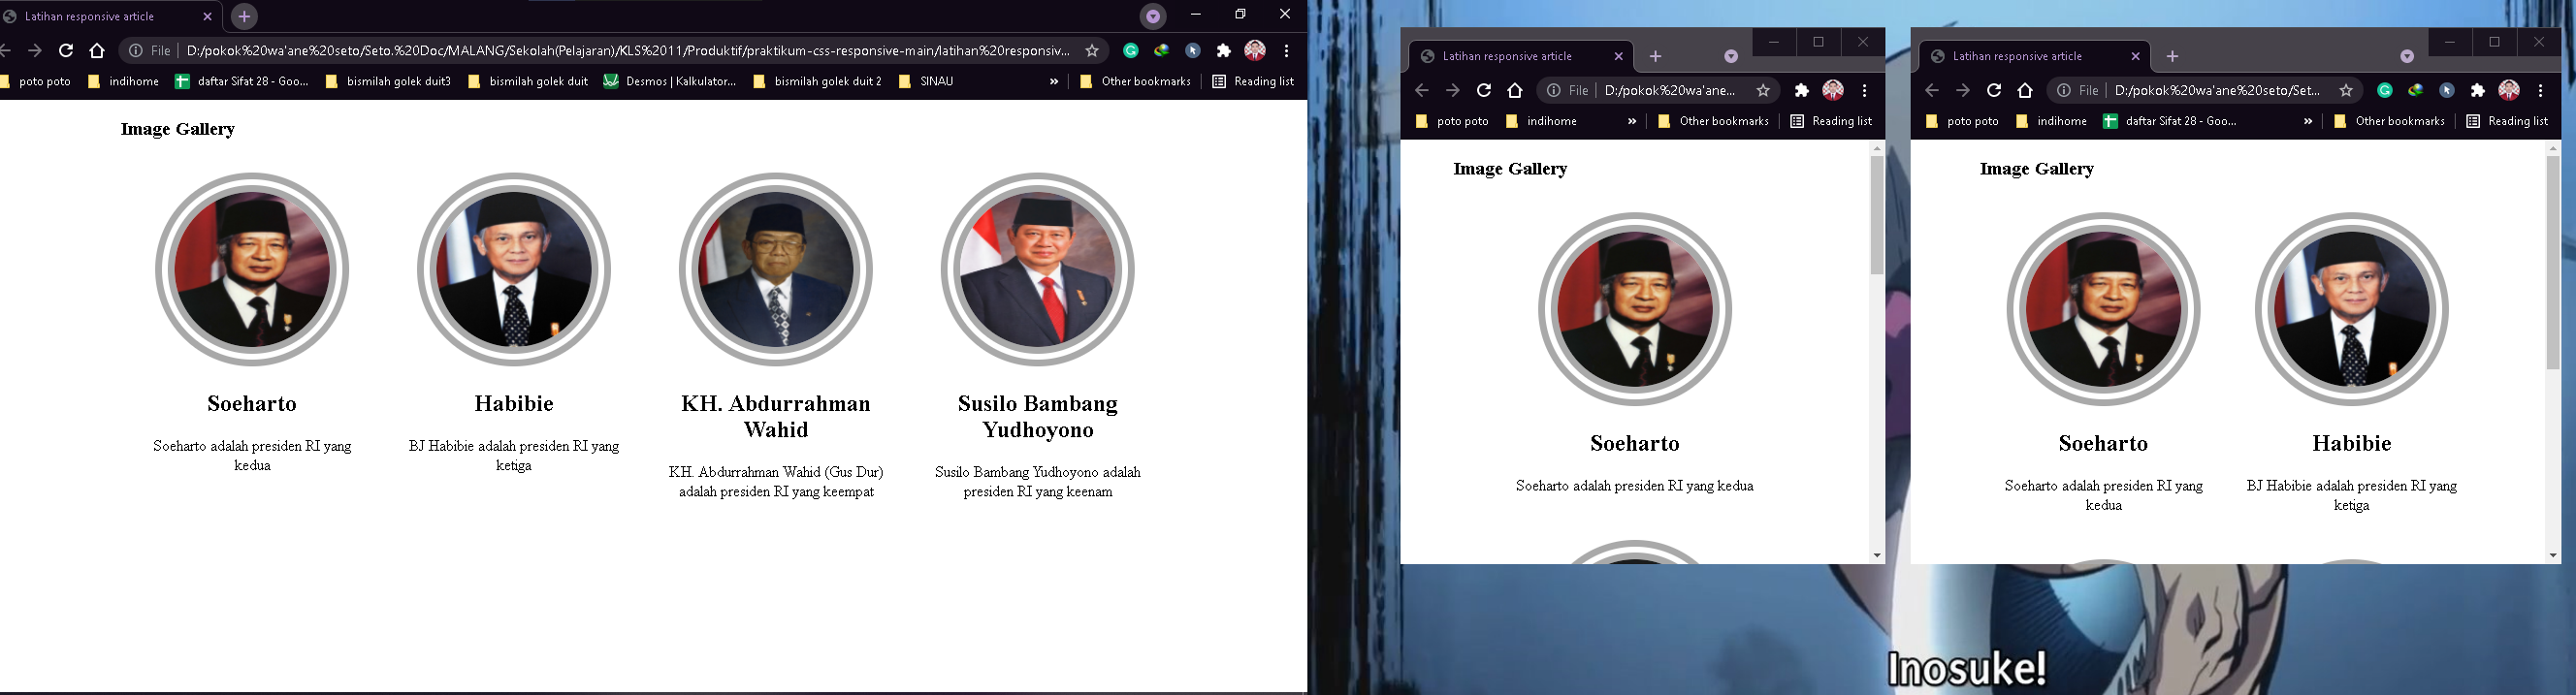 Latihan responsive article
File D:/pokok%20wa'ane%20seto/Seto.%20Doc/MALANG/Sekolah(Pelajaran)/KLS%2011/Produktif/praktikum-css-responsive-main/latihan%20responsiv...
poto poto indihome daftar Sifat 28 - Goo... bismilah golek duit3 bismilah golek duit Desmos | Kalkulator... bismilah golek duit 2 SINAU » Other bookmarks Reading list
Image Gallery
Soeharto
Soeharto adalah presiden RI yang
kedua
Habibie
BJ Habibie adalah presiden RI yang
ketiga
KH. Abdurrahman
Wahid
KH. Abdurrahman Wahid (Gus Dur)
adalah presiden RI yang keempat
Susilo Bambang
Yudhoyono
Susilo Bambang Yudhoyono adalah
presiden RI yang keenam
Latihan responsive article
File D:/pokok%20wa'ane...
poto poto indihome » Other bookmarks Reading list
Image Gallery
Soeharto
Soeharto adalah presiden RI yang kedua
Latihan responsive article
File D:/pokok%20wa'ane%20seto/Set...
poto poto indihome daftar Sifat 28 - Goo... » Other bookmarks Reading list
Image Gallery
Soeharto
Soeharto adalah presiden RI yang
kedua
Habibie
BJ Habibie adalah presiden RI yang
ketiga
Inosuke!